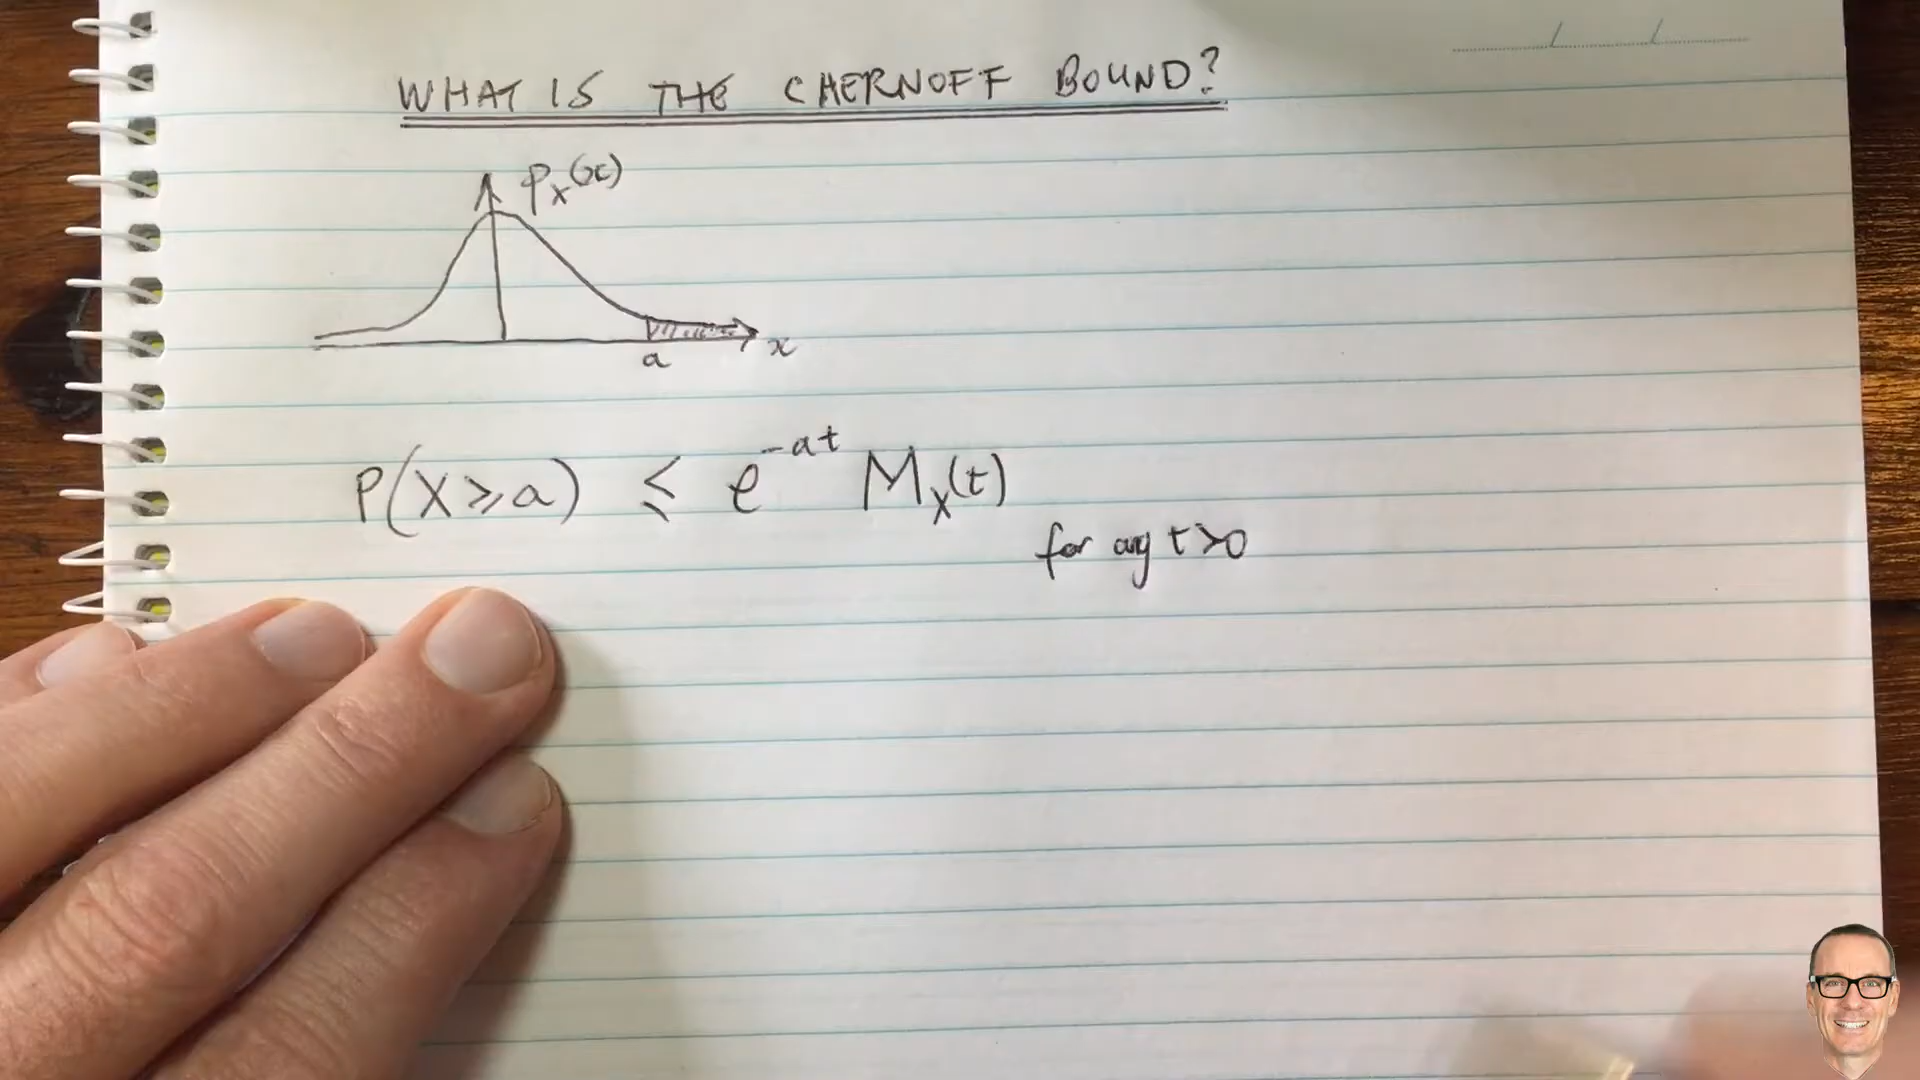 WHAT IS THE CHERNOFF BOUND?
pₓ(x)
a
x
P(X ⩾ a) ≤ e^{-at} Mₓ(t)
for any t>0